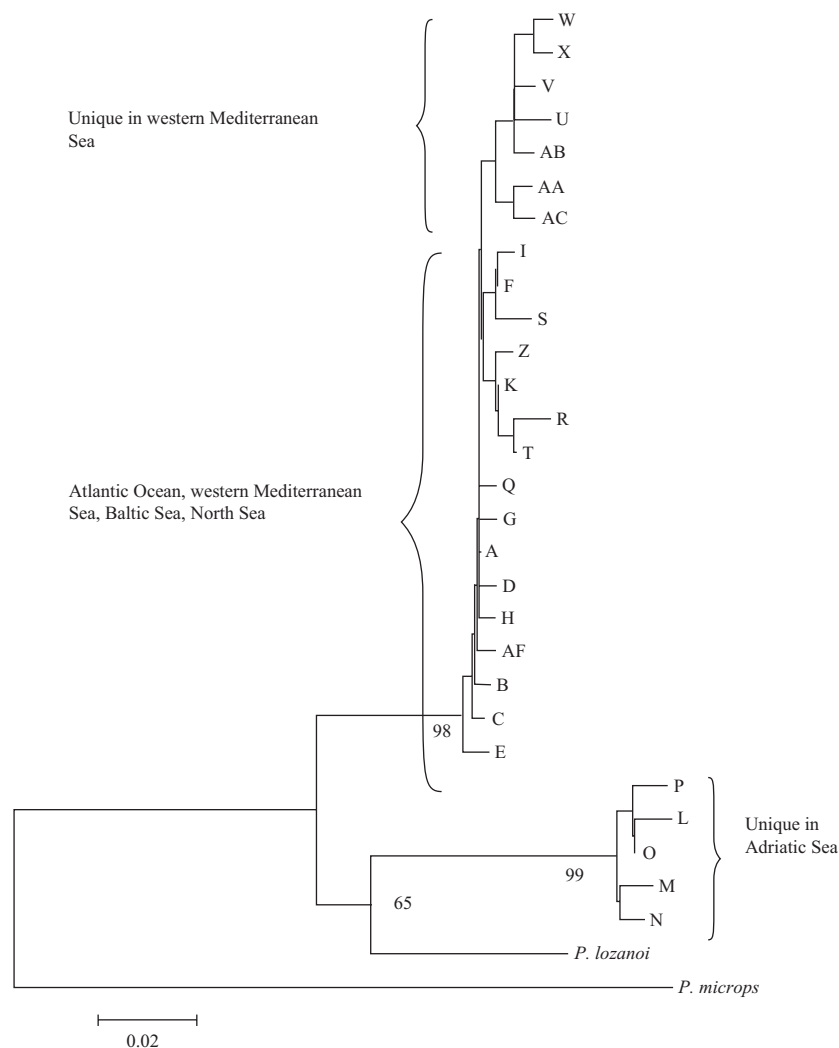 W
X
Unique in western Mediterranean
Sea
V
U
AB
AA
AC
I
F
S
Z
K
R
T
Atlantic Ocean, western Mediterranean
Sea, Baltic Sea, North Sea
Q
G
A
D
H
AF
B
C
98
E
P
L
Unique in
Adriatic Sea
O
99
M
65
N
P. lozanoi
P. microps
0.02